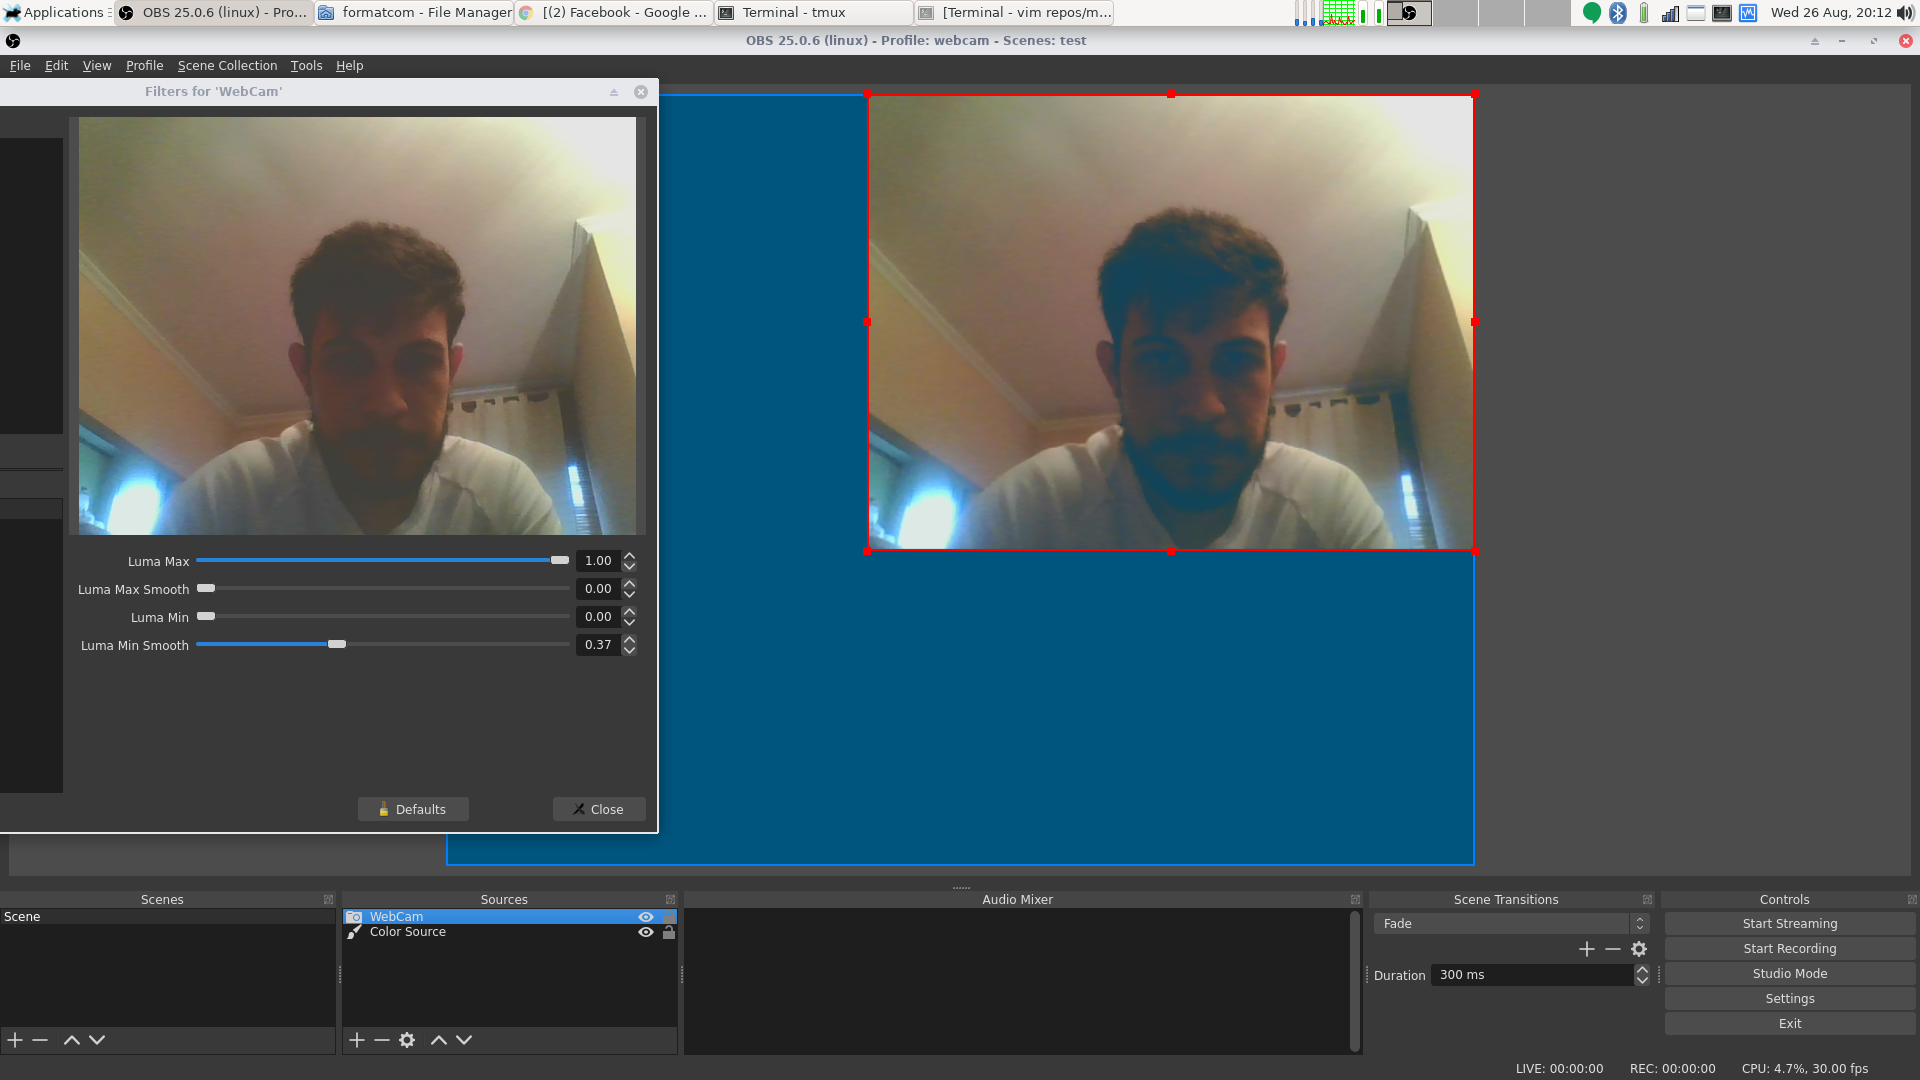 Applications
OBS 25.0.6 (linux) - Pro...
formatcom - File Manager
[(2) Facebook - Google ...
Terminal - tmux
[Terminal - vim repos/m...
Wed 26 Aug, 20:12
OBS 25.0.6 (linux) - Profile: webcam - Scenes: test
File Edit View Profile Scene Collection Tools Help
Filters for 'WebCam'
Luma Max 1.00
Luma Max Smooth 0.00
Luma Min 0.00
Luma Min Smooth 0.37
Defaults
Close
Scenes
Scene
Sources
WebCam
Color Source
Audio Mixer
Scene Transitions
Fade
Duration 300 ms
Controls
Start Streaming
Start Recording
Studio Mode
Settings
Exit
LIVE: 00:00:00 REC: 00:00:00 CPU: 4.7%, 30.00 fps